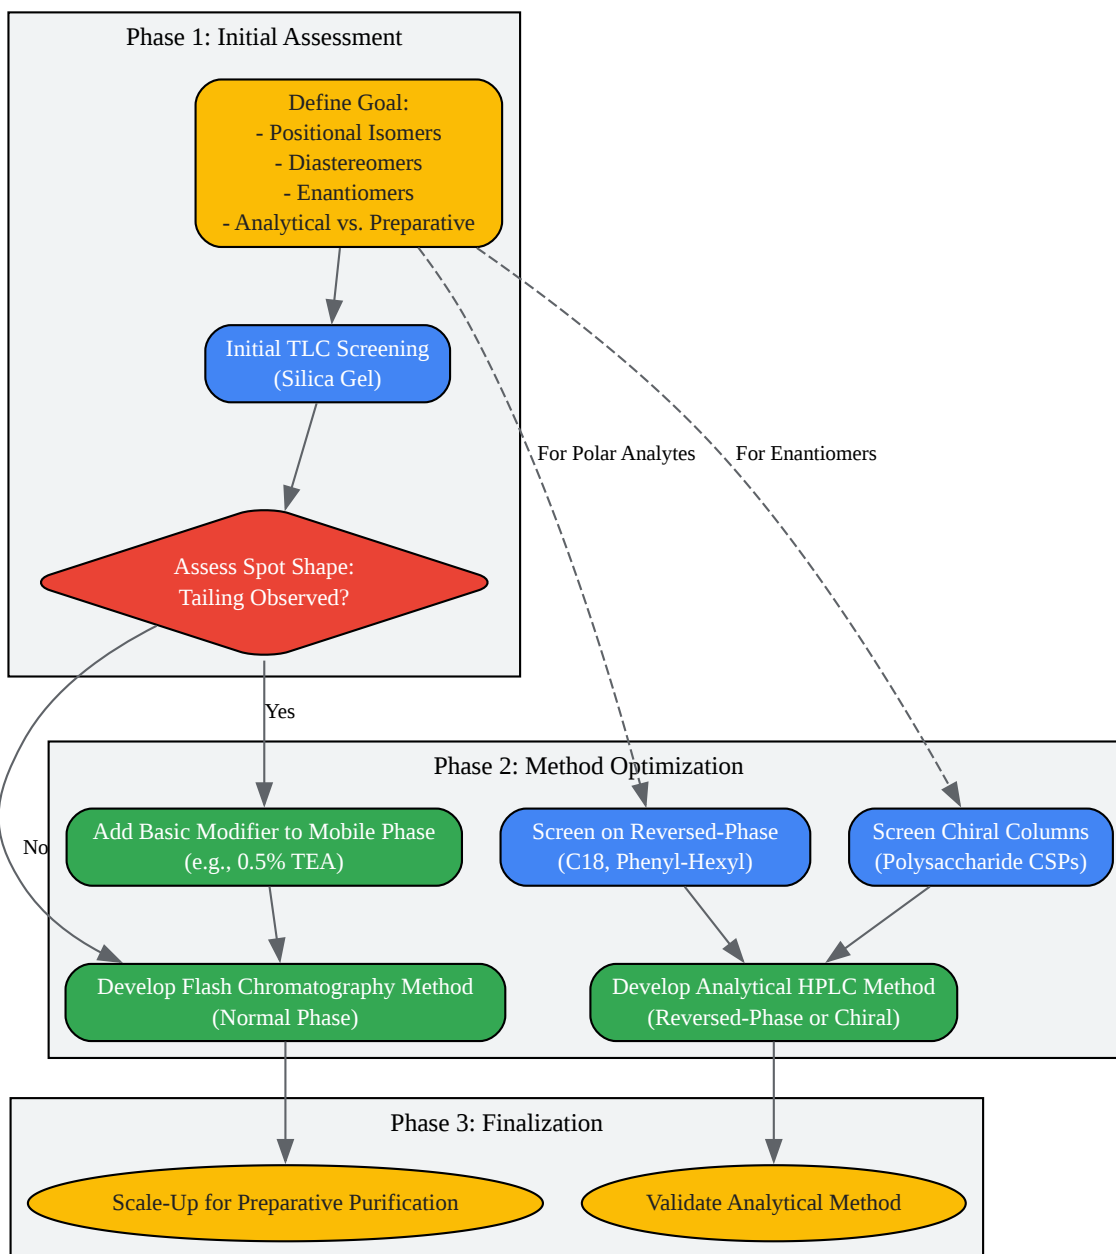 Phase 1: Initial Assessment
Define Goal:
- Positional Isomers
- Diastereomers
- Enantiomers
- Analytical vs. Preparative
Initial TLC Screening
(Silica Gel)
For Polar Analytes
For Enantiomers
Assess Spot Shape:
Tailing Observed?
Yes
Phase 2: Method Optimization
Add Basic Modifier to Mobile Phase
(e.g., 0.5% TEA)
Screen on Reversed-Phase
(C18, Phenyl-Hexyl)
Screen Chiral Columns
(Polysaccharide CSPs)
No
Develop Flash Chromatography Method
(Normal Phase)
Develop Analytical HPLC Method
(Reversed-Phase or Chiral)
Phase 3: Finalization
Scale-Up for Preparative Purification
Validate Analytical Method